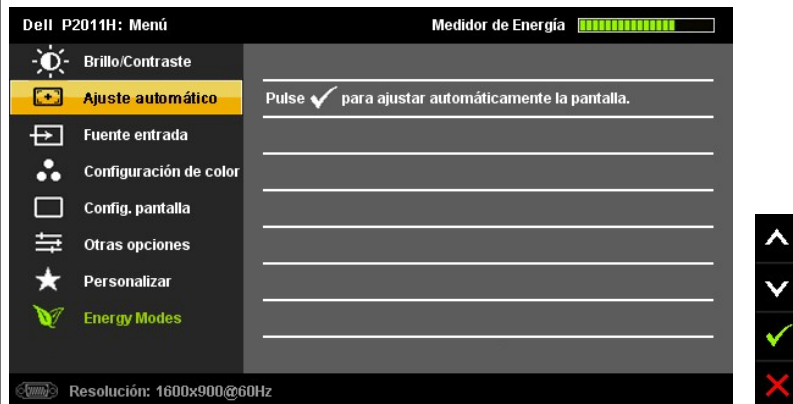 Dell P2011H: Menú
Medidor de Energía
Brillo/Contraste
Ajuste automático
Pulse ✓ para ajustar automáticamente la pantalla.
Fuente entrada
Configuración de color
Config. pantalla
Otras opciones
Personalizar
Energy Modes
Resolución: 1600x900@60Hz